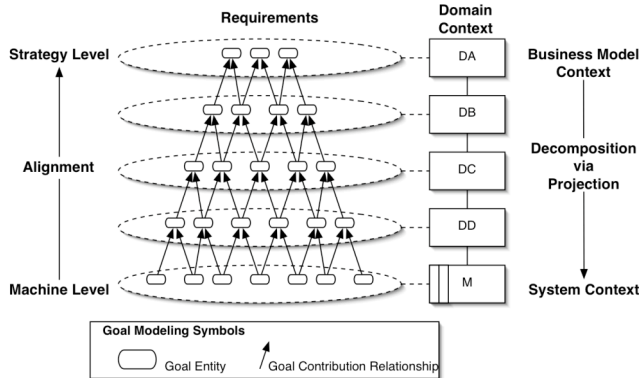 Requirements
Domain
Context
Strategy Level
DA
Business Model
Context
DB
Alignment
DC
Decomposition
via
Projection
DD
Machine Level
M
System Context
Goal Modeling Symbols
Goal Entity
Goal Contribution Relationship